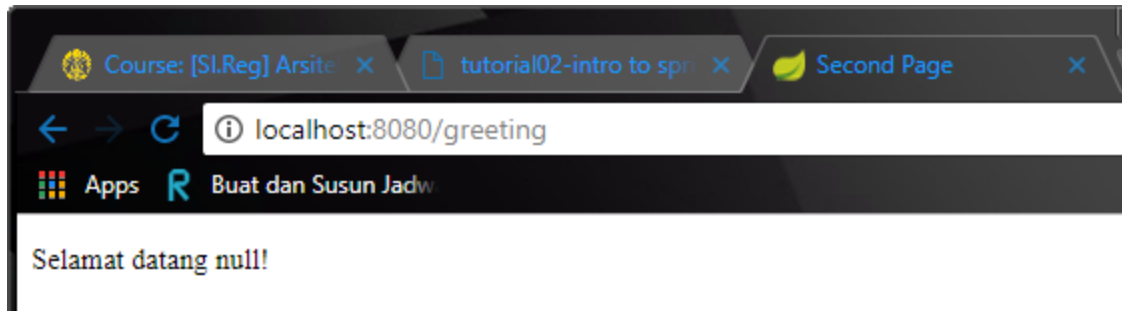 Course: [SI.Reg] Arsite
tutorial02-intro to spri
Second Page
localhost:8080/greeting
Apps
Buat dan Susun Jadw
Selamat datang null!